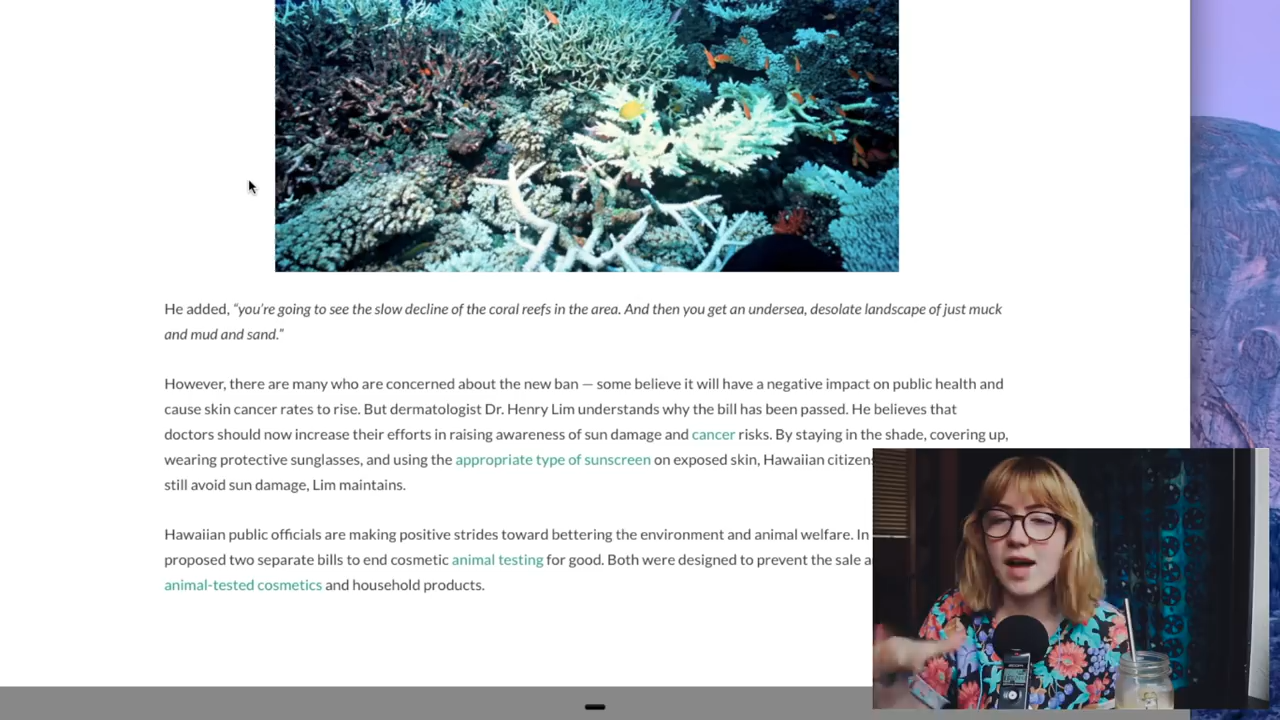 He added, “you’re going to see the slow decline of the coral reefs in the area. And then you get an undersea, desolate landscape of just muck
and mud and sand.”
However, there are many who are concerned about the new ban — some believe it will have a negative impact on public health and
cause skin cancer rates to rise. But dermatologist Dr. Henry Lim understands why the bill has been passed. He believes that
doctors should now increase their efforts in raising awareness of sun damage and cancer risks. By staying in the shade, covering up,
wearing protective sunglasses, and using the appropriate type of sunscreen on exposed skin, Hawaiian citizens
still avoid sun damage, Lim maintains.
Hawaiian public officials are making positive strides toward bettering the environment and animal welfare. In
proposed two separate bills to end cosmetic animal testing for good. Both were designed to prevent the sale a
animal-tested cosmetics and household products.